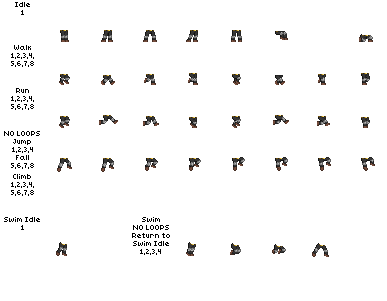 Idle
1
Walk
1,2,3,4,
5,6,7,8
Run
1,2,3,4,
5,6,7,8
NO LOOPS
Jump
1,2,3,4
Fall
5,6,7,8
Climb
1,2,3,4,
5,6,7,8
Swim Idle
1
Swim
NO LOOPS
Return to
Swim Idle
1,2,3,4